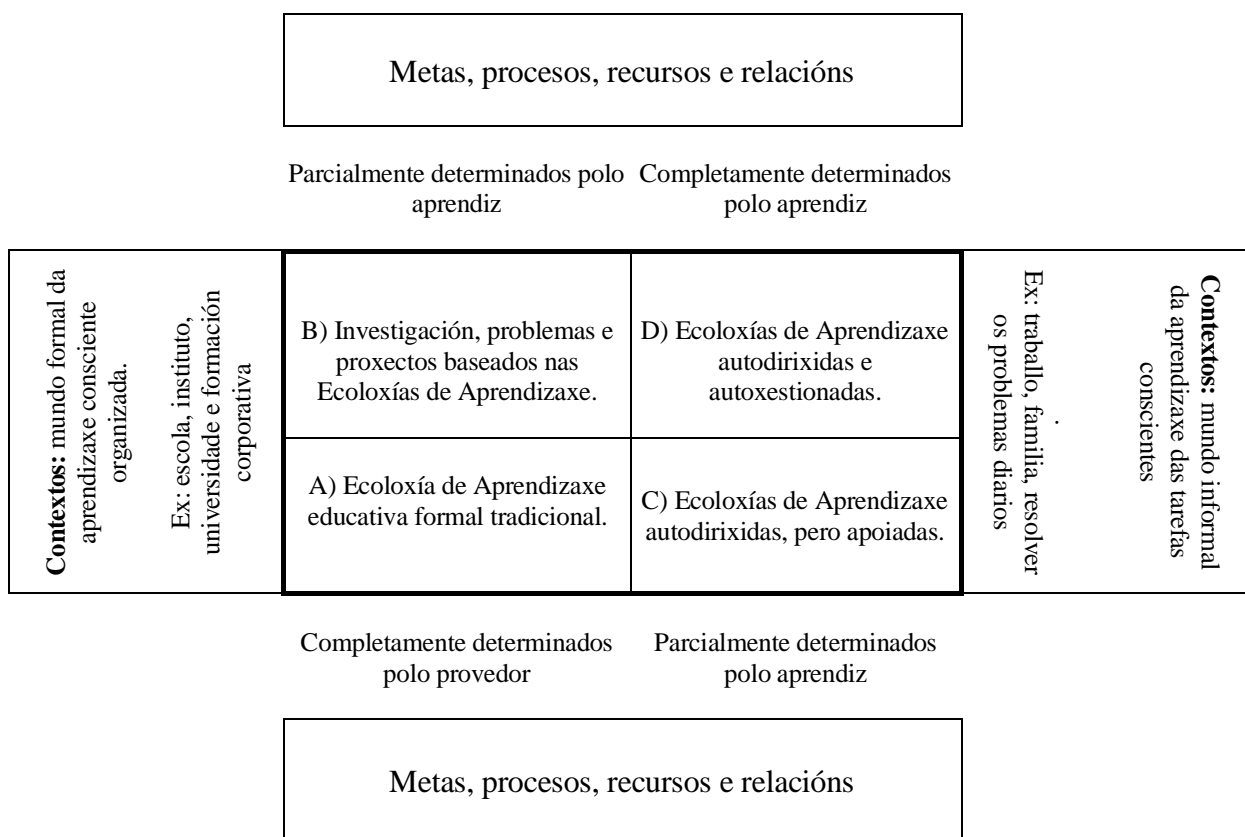 Metas, procesos, recursos e relacións
Parcialmente determinados polo
aprendiz
Completamente determinados
polo aprendiz
Contextos: mundo formal da
aprendizaxe consciente
organizada.
Ex: escola, instituto,
universidade e formación
corporativa
B) Investigación, problemas e
proxectos baseados nas
Ecoloxías de Aprendizaxe.
D) Ecoloxías de Aprendizaxe
autodirixidas e
autoxestionadas.
A) Ecoloxía de Aprendizaxe
educativa formal tradicional.
C) Ecoloxías de Aprendizaxe
autodirixidas, pero apoiadas.
Contextos: mundo informal
da aprendizaxe das tarefas
conscientes
.
Ex: traballo, familia, resolver
os problemas diarios
Completamente determinados
polo provedor
Parcialmente determinados
polo aprendiz
Metas, procesos, recursos e relacións